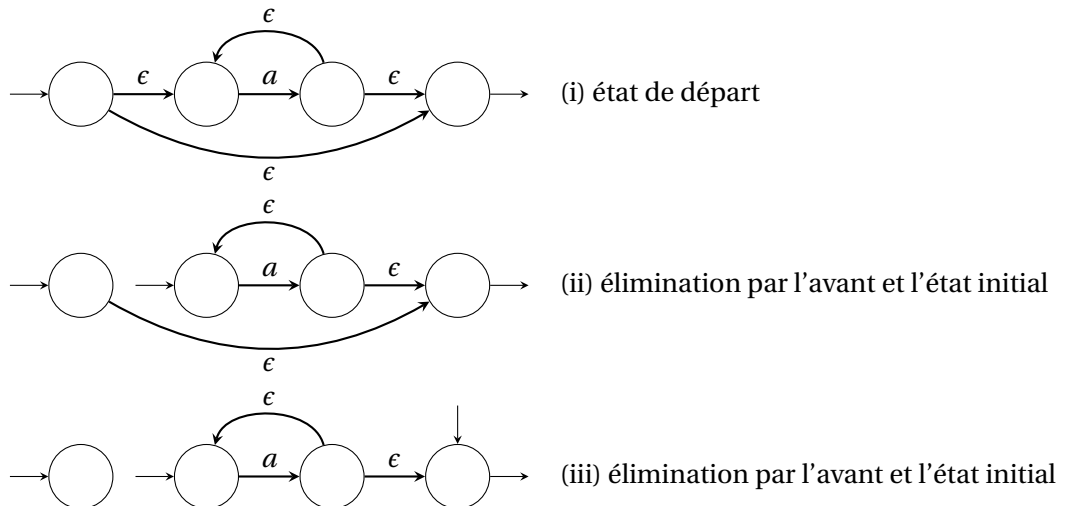 ϵ
ϵ a ϵ (i) état de départ
ϵ
ϵ
a ϵ (ii) élimination par l'avant et l'état initial
ϵ
ϵ
a ϵ (iii) élimination par l'avant et l'état initial